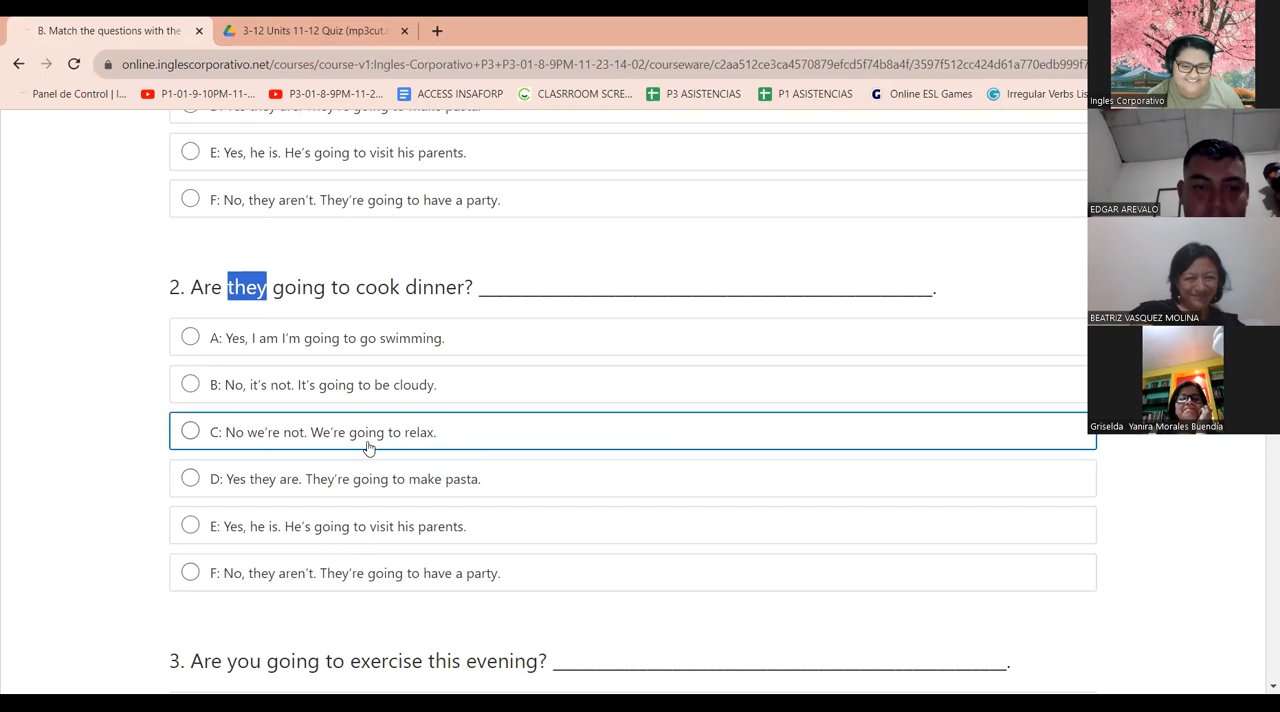 B. Match the questions with the
3-12 Units 11-12 Quiz (mp3cut.
online.inglescorporativo.net/courses/course-v1:Ingles-Corporativo+P3+P3-01-8-9PM-11-23-14-02/courseware/c2aa512ce3ca4570879efcd5f74b8a4f/3597f512cc424d61a770edb999f7
Panel de Control | I...
P1-01-9-10PM-11-...
P3-01-8-9PM-11-2...
ACCESS INSAFORP
CLASRROOM SCRE...
P3 ASISTENCIAS
P1 ASISTENCIAS
Online ESL Games
Irregular Verbs Lis
E: Yes, he is. He's going to visit his parents.
F: No, they aren't. They're going to have a party.
2. Are they going to cook dinner? ______________________________________________.
A: Yes, I am I'm going to go swimming.
B: No, it's not. It's going to be cloudy.
C: No we're not. We're going to relax.
D: Yes they are. They're going to make pasta.
E: Yes, he is. He's going to visit his parents.
F: No, they aren't. They're going to have a party.
3. Are you going to exercise this evening? ______________________________________________.
Ingles Corporativo
EDGAR AREVALO
BEATRIZ VASQUEZ MOLINA
Griselda Yanira Morales Buendía